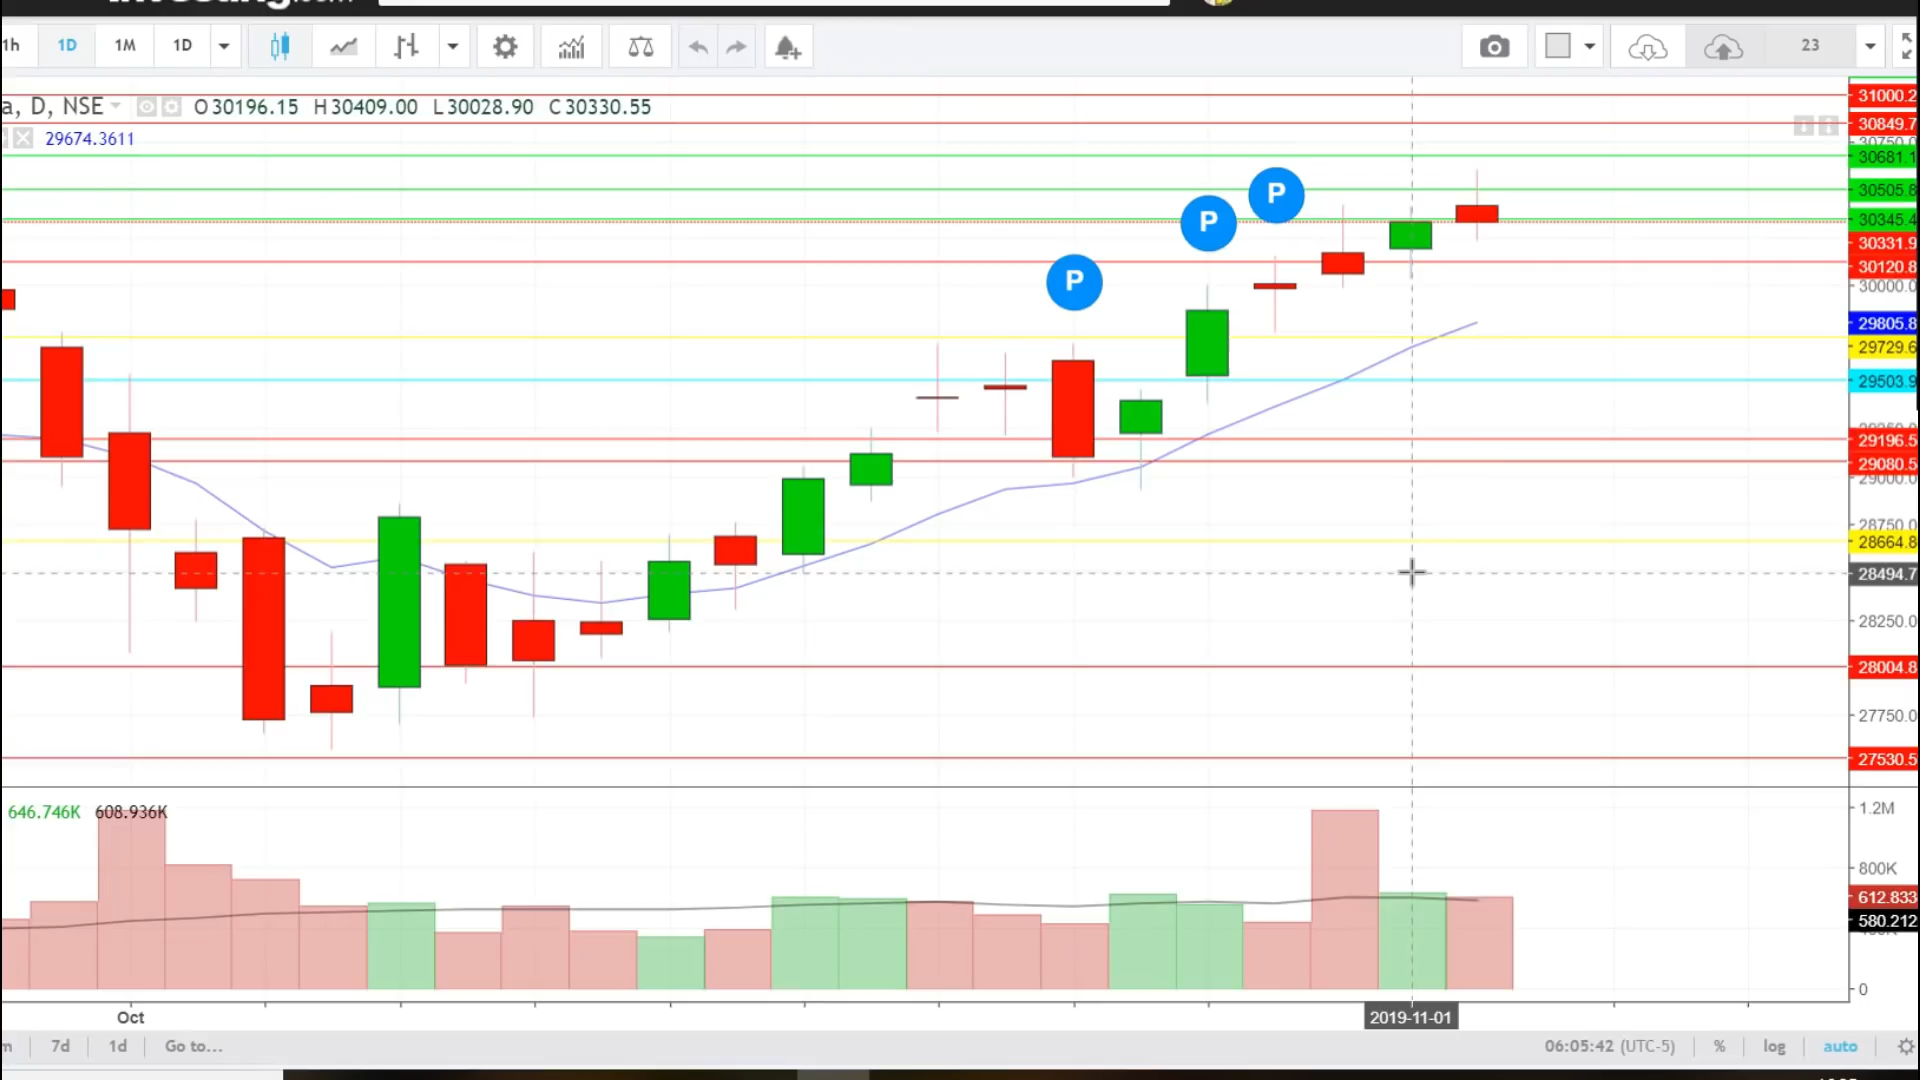 1h 1D 1M 1D 23
a, D, NSE O30196.15 H30409.00 L30028.90 C30330.55
29674.3611
31000.2
30849.7
30681.1
30505.8
30345.4
30331.9
30120.8
30000.0
29805.8
29729.6
29503.9
29196.5
29080.5
29000.0
28750.0
28664.8
28494.7
28250.0
28004.8
27750.0
27530.5
P
P
P
646.746K 608.936K
1.2M
800K
612.833
580.212
0
Oct 2019-11-01
m 7d 1d Go to... 06:05:42 (UTC-5) % log auto